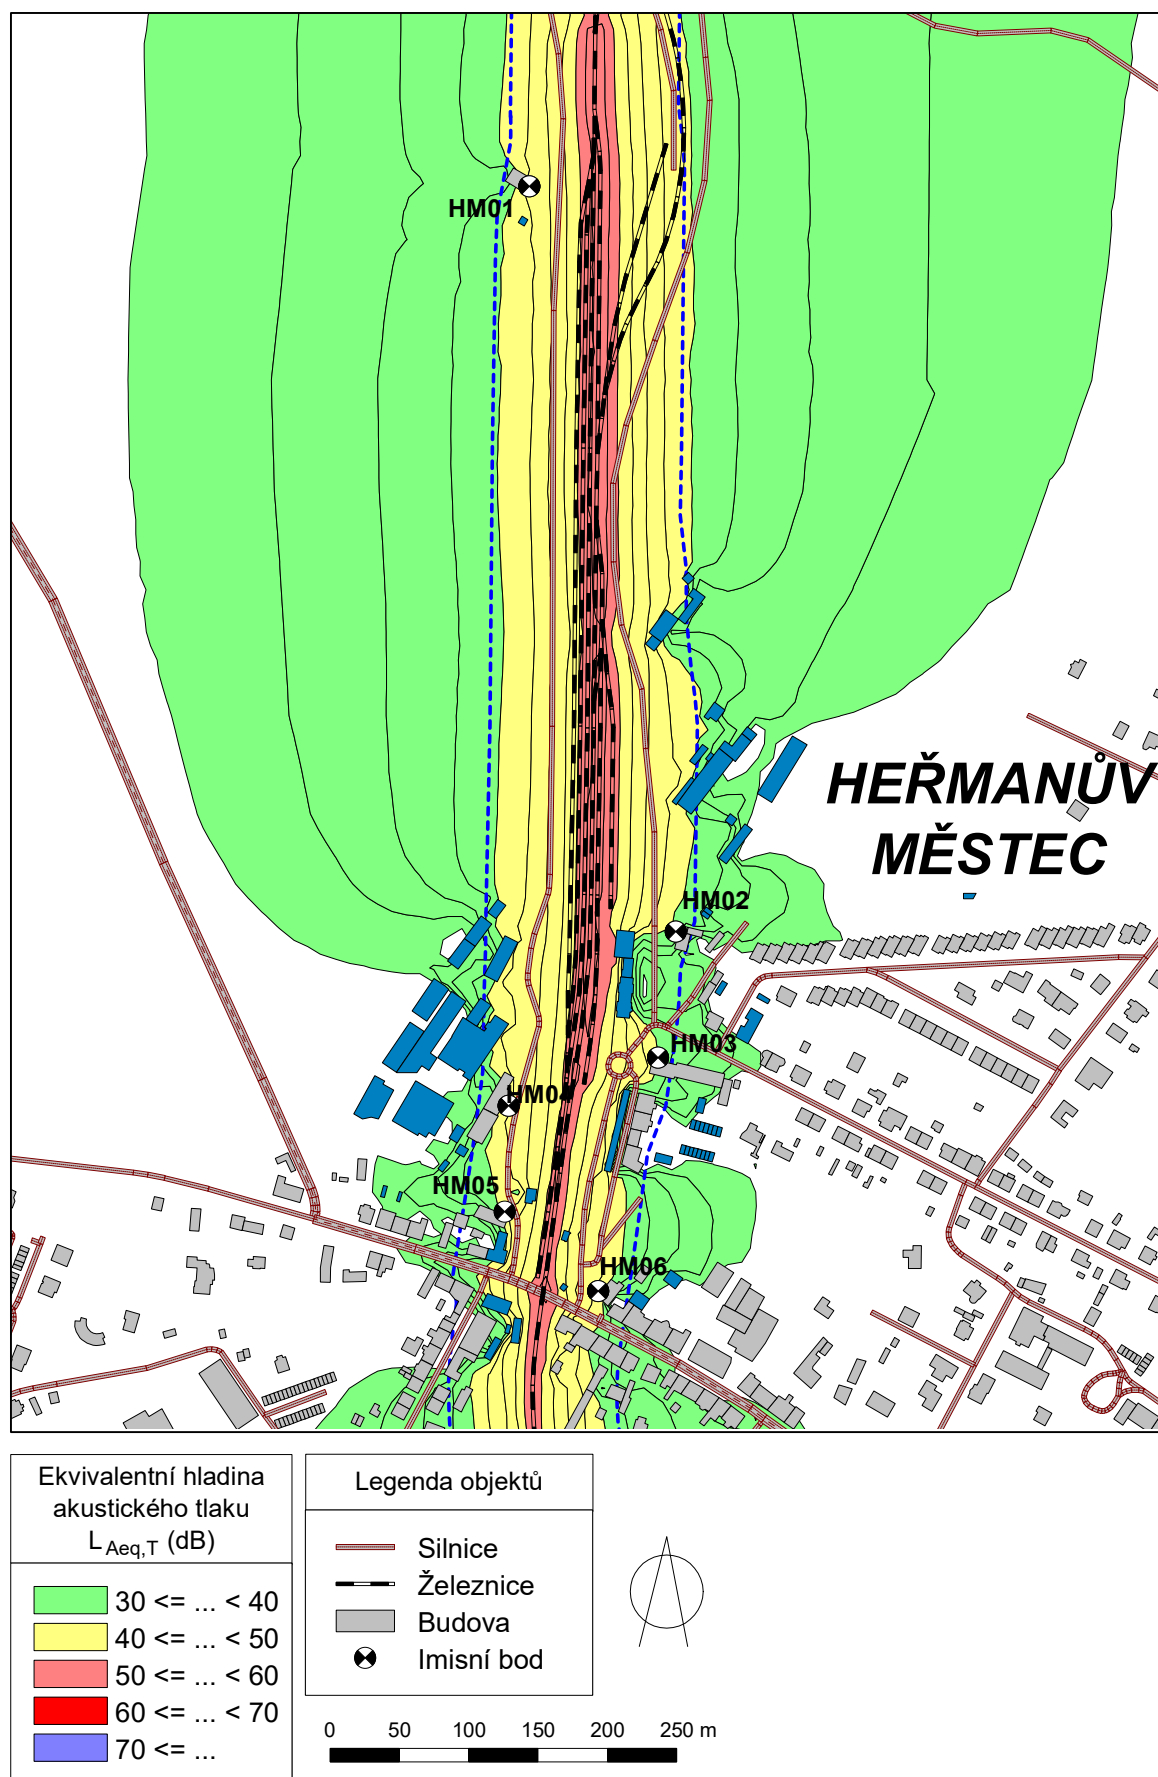 HM01
HEŘMANŮV
MĚSTEC
HM02
HM03
HM04
HM05
HM06
Ekvivalentní hladina
akustického tlaku
L Aeq,T (dB)
30 <= ... < 40
40 <= ... < 50
50 <= ... < 60
60 <= ... < 70
70 <= ...
Legenda objektů
Silnice
Železnice
Budova
Imisní bod
0 50 100 150 200 250 m